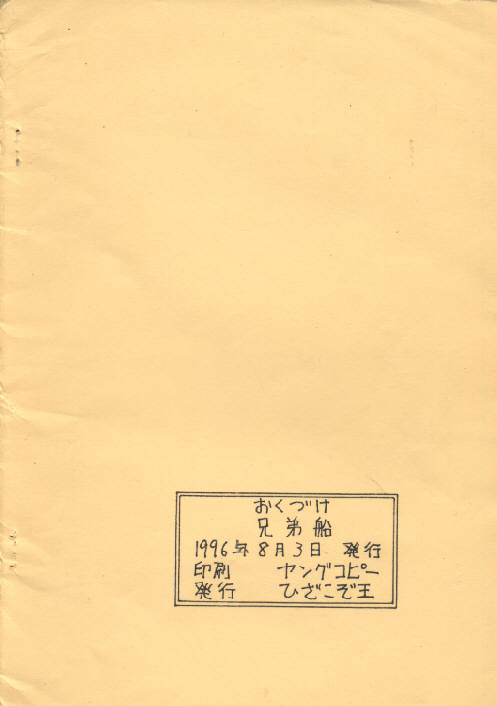 おくづけ
兄弟船
1996年8月3日 発行
印刷 ヤングコピー
発行 ひざこぞ王